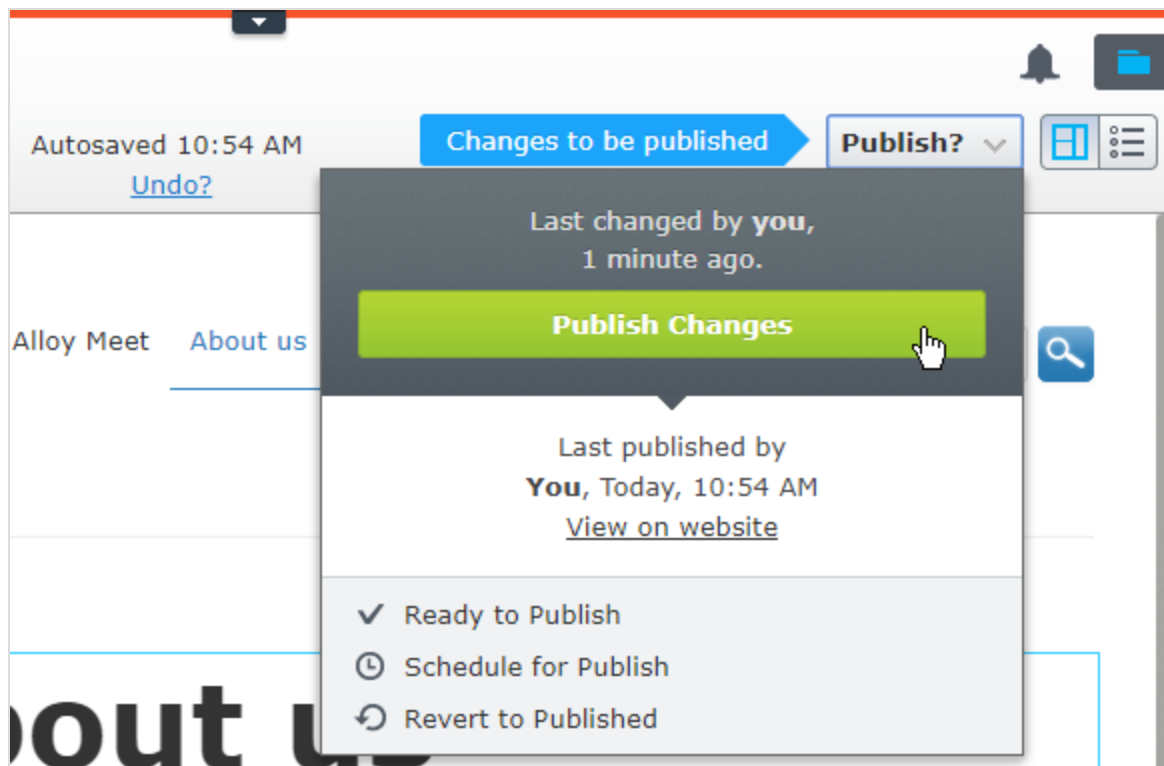 Autosaved 10:54 AM
Undo?
Changes to be published
Publish?
Last changed by you,
1 minute ago.
Publish Changes
Alloy Meet
About us
Last published by
You, Today, 10:54 AM
View on website
Ready to Publish
Schedule for Publish
Revert to Published
bout us